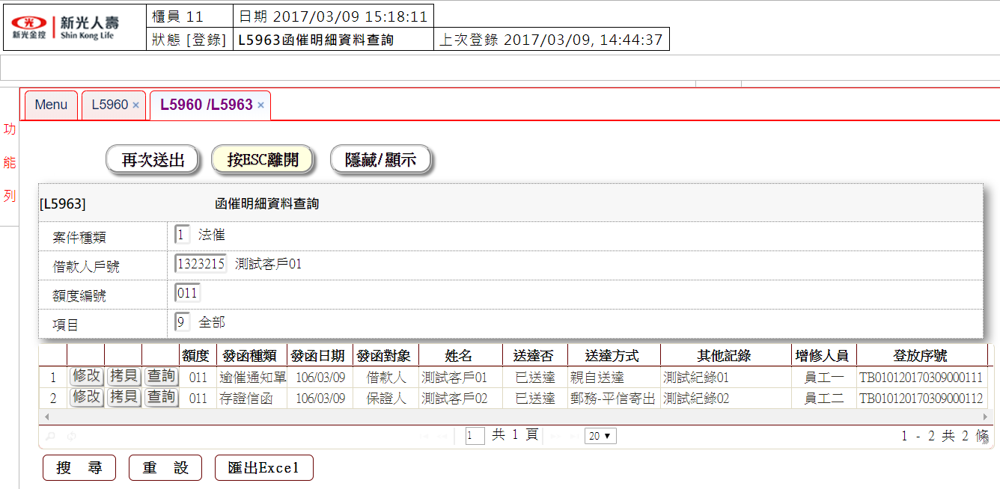 新光金控 新光人壽 Shin Kong Life
櫃員 11 日期 2017/03/09 15:18:11
狀態 [登錄] L5963函催明細資料查詢 上次登錄 2017/03/09, 14:44:37
Menu L5960 × L5960 /L5963 ×
功
能
列
再次送出 按ESC離開 隱藏/顯示
[L5963] 函催明細資料查詢
案件種類 1 法催
借款人戶號 1323215 測試客戶01
額度編號 011
項目 9 全部
額度 發函種類 發函日期 發函對象 姓名 送達否 送達方式 其他記錄 增修人員 登放序號
1 修改 拷貝 查詢 011 逾催通知單 106/03/09 借款人 測試客戶01 已送達 親自送達 測試紀錄01 員工一 TB010120170309000111
2 修改 拷貝 查詢 011 存證信函 106/03/09 保證人 測試客戶02 已送達 郵務-平信寄出 測試紀錄02 員工二 TB010120170309000112
1 共 1 頁 20 1 - 2 共 2 條
搜 尋 重 設 匯出Excel